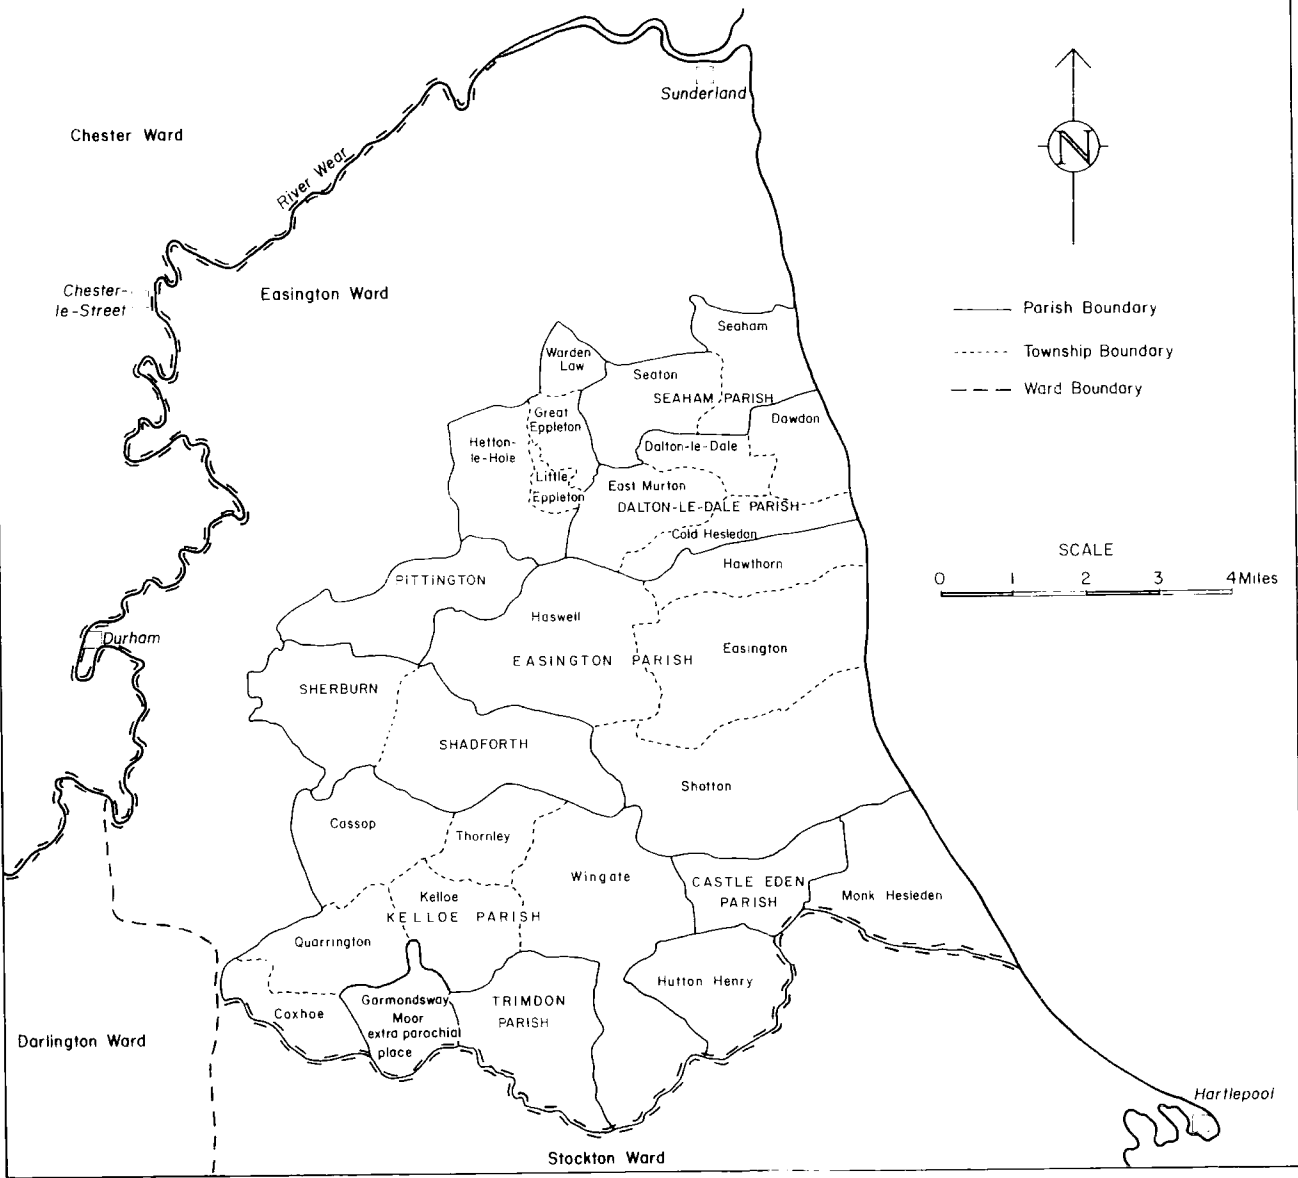 Sunderland
Chester Ward
N
River Wear
Chester-
le-Street
Easington Ward
Parish Boundary
Township Boundary
Ward Boundary
Seaham
Warden
Law
Seaton
SEAHAM PARISH
Great
Eppleton
Dawdon
Hetton-
le-Hole
Dalton-le-Dale
Little
Eppleton
East Murton
DALTON-LE-DALE PARISH
Cold Hesledon
Hawthorn
SCALE
0 1 2 3 4 Miles
PITTINGTON
Haswell
Durham
Easington
EASINGTON PARISH
SHERBURN
SHADFORTH
Shotton
Cassop
Thornley
Wingate
CASTLE EDEN
PARISH
Monk Hesleden
Kelloe
KELLOE PARISH
Quarrington
Hutton Henry
Garmondsway
Moor
extra parochial
place
TRIMDON
PARISH
Coxhoe
Darlington Ward
Hartlepool
Stockton Ward